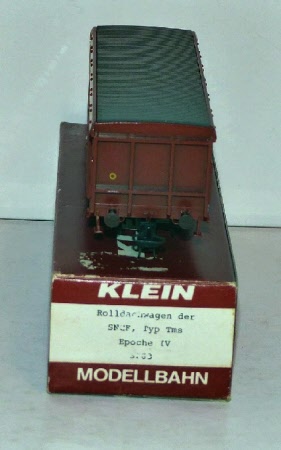 KLEIN
Rolldachwagen der
SNCF, Typ Tms
Epoche IV
MODELLBAHN